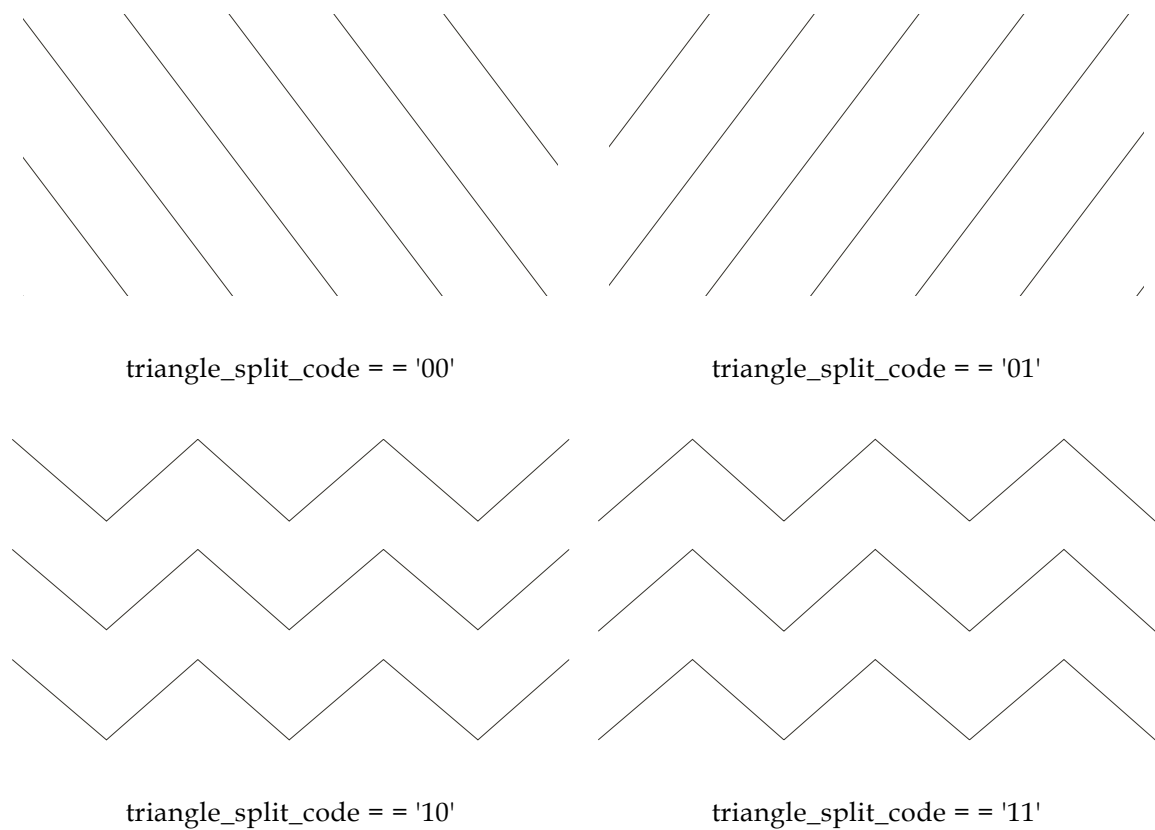 triangle_split_code = = '00'
triangle_split_code = = '01'
triangle_split_code = = '10'
triangle_split_code = = '11'